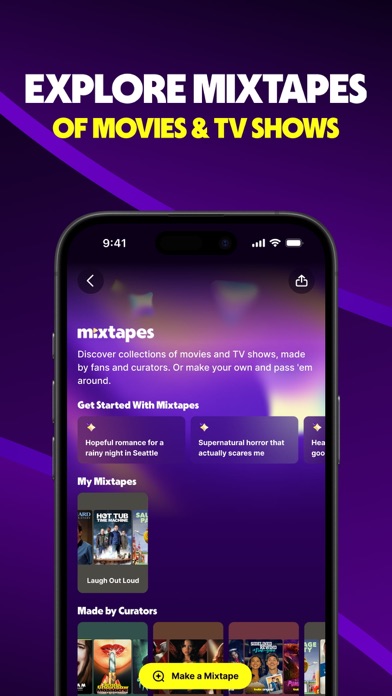 EXPLORE MIXTAPES
OF MOVIES & TV SHOWS
9:41
mixtapes
Discover collections of movies and TV shows, made
by fans and curators. Or make your own and pass 'em
around.
Get Started With Mixtapes
Hopeful romance for a
rainy night in Seattle
Supernatural horror that
actually scares me
My Mixtapes
HOT TUB
TIME MACHINE
Laugh Out Loud
Made by Curators
Make a Mixtape